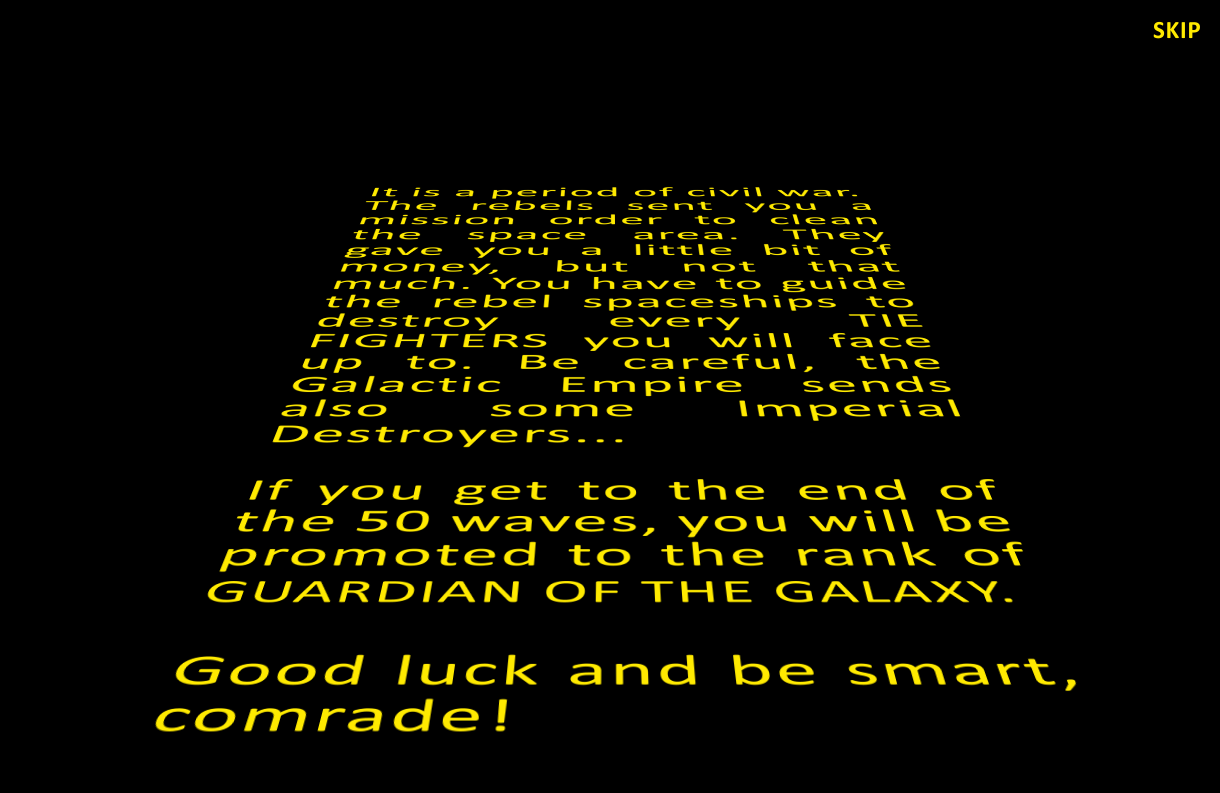 SKIP
It is a period of civil war.
The rebels sent you a
mission order to clean
the space area. They
gave you a little bit of
money, but not that
much. You have to guide
the rebel spaceships to
destroy every TIE
FIGHTERS you will face
up to. Be careful, the
Galactic Empire sends
also some Imperial
Destroyers...
If you get to the end of
the 50 waves, you will be
promoted to the rank of
GUARDIAN OF THE GALAXY.
Good luck and be smart,
comrade!